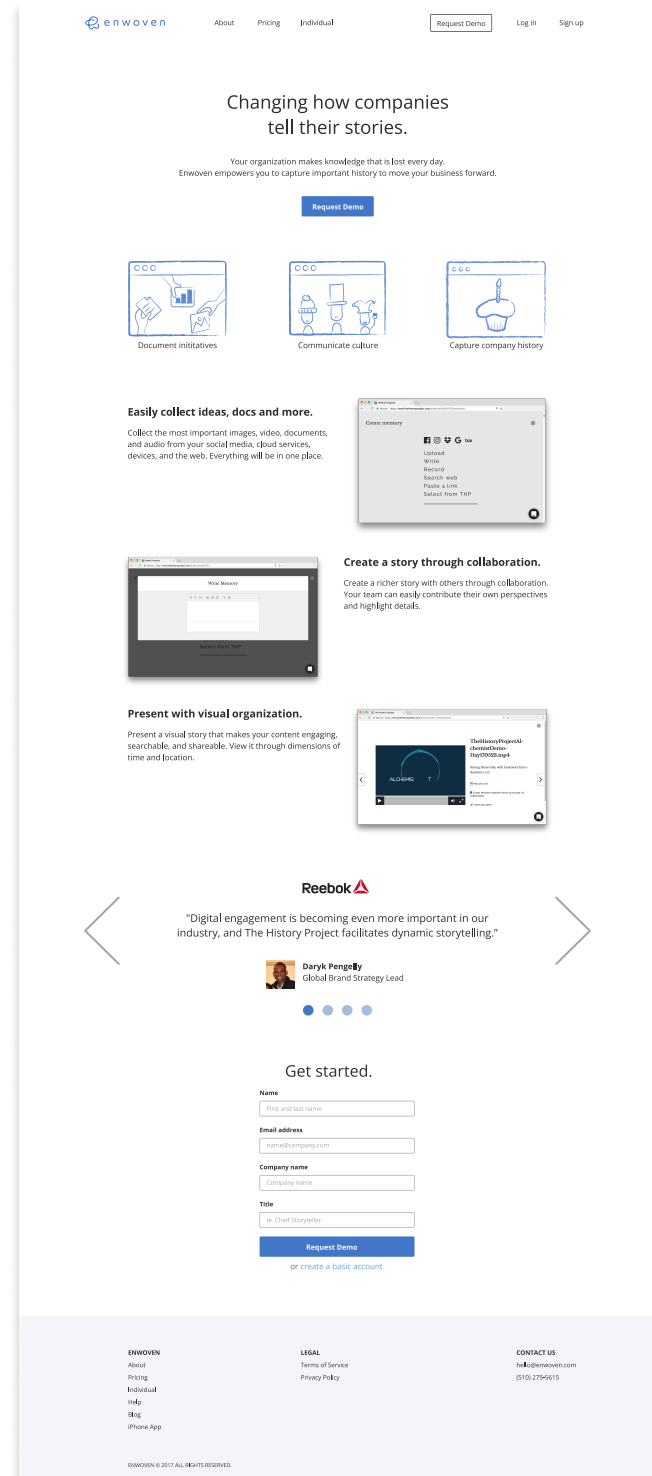 enwoven
About Pricing Individual Request Demo Log in Sign up
Changing how companies
tell their stories.
Your organization makes knowledge that is lost every day.
Enwoven empowers you to capture important history to move your business forward.
Request Demo
Document inititatives
Communicate culture
Capture company history
Easily collect ideas, docs and more.
Collect the most important images, video, documents,
and audio from your social media, cloud services,
devices, and the web. Everything will be in one place.
Create memory
Upload
Write
Record
Search web
Paste a link
Select from THP
Write Memory
Select from THP
Create a story through collaboration.
Create a richer story with others through collaboration.
Your team can easily contribute their own perspectives
and highlight details.
Present with visual organization.
Present a visual story that makes your content engaging,
searchable, and shareable. View it through dimensions of
time and location.
ALCHEMIS T
TheHistoryProjectAl-
chemistDemo-
Day170523.mp4
Reebok
"Digital engagement is becoming even more important in our
industry, and The History Project facilitates dynamic storytelling.”
Daryk Pengelly
Global Brand Strategy Lead
Get started.
Name
First and last name
Email address
name@company.com
Company name
Company name
Title
ie. Chief Storyteller
Request Demo
or create a basic account
ENWOVEN
About
Pricing
Individual
Help
Blog
iPhone App
LEGAL
Terms of Service
Privacy Policy
CONTACT US
hello@enwoven.com
(510) 275-5615
ENWOVEN © 2017 ALL RIGHTS RESERVED.